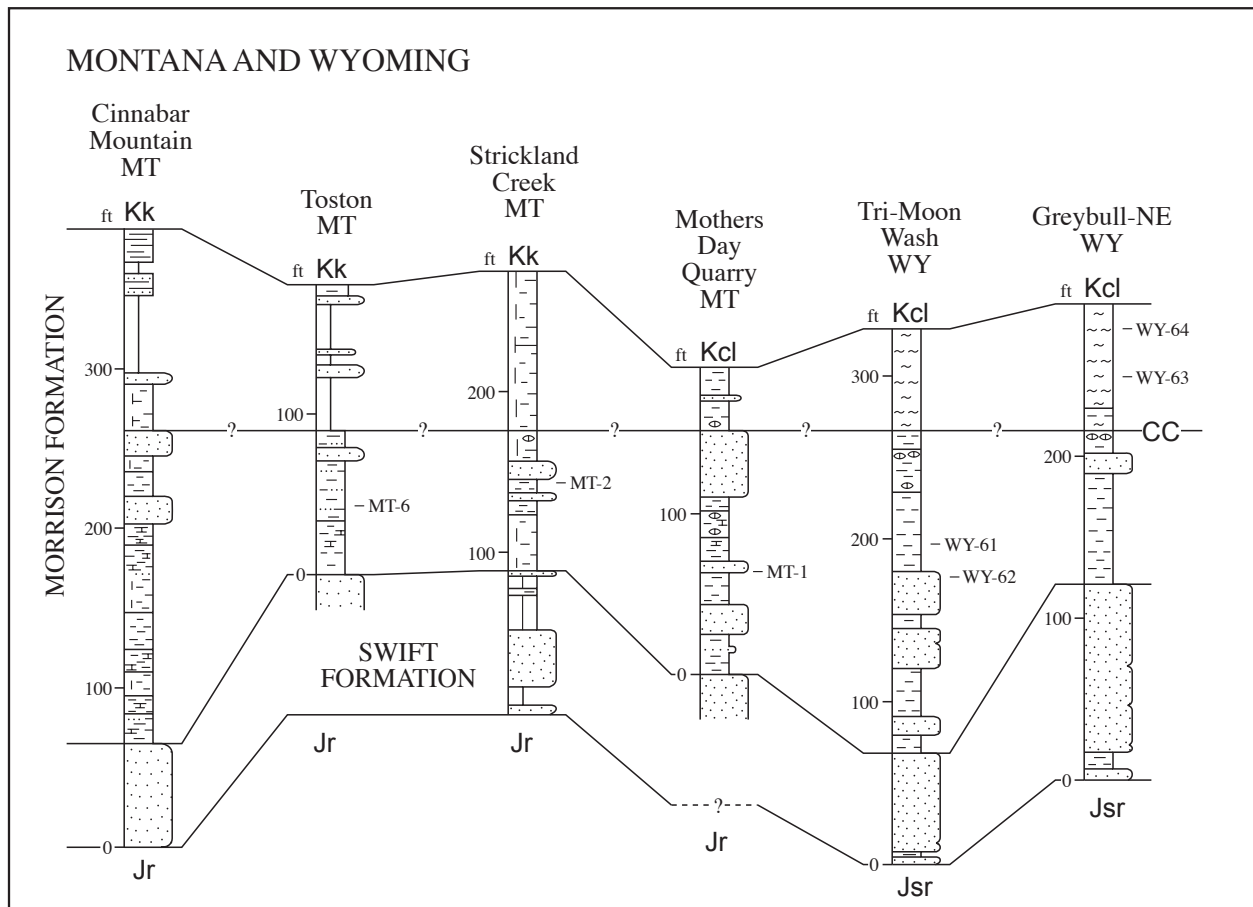 MONTANA AND WYOMING
Cinnabar
Mountain
MT
Toston
MT
Strickland
Creek
MT
Mothers
Day
Quarry
MT
Tri-Moon
Wash
WY
Greybull-NE
WY
ft Kk
ft Kk
ft Kk
ft Kcl
ft Kcl
ft Kcl
MORRISON FORMATION
300
200
100
0
Jr
100
0
MT-6
Jr
200
100
MT-2
Jr
100
0
MT-1
?
Jr
300
200
100
0
WY-61
WY-62
Jsr
200
100
0
WY-64
WY-63
Jsr
? ? ? ? ? CC
SWIFT
FORMATION